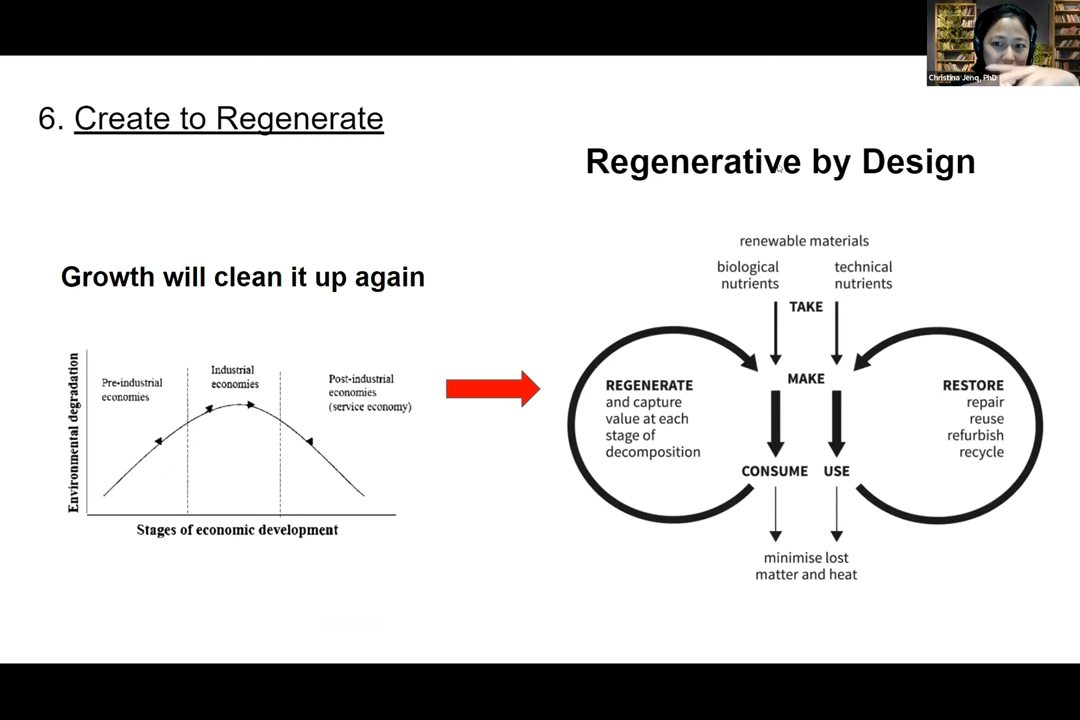 Christina Jenq, PhD
6. Create to Regenerate
Regenerative by Design
Growth will clean it up again
Environmental degradation
Pre-industrial
economies
Industrial
economies
Post-industrial
economies
(service economy)
Stages of economic development
renewable materials
biological
nutrients
technical
nutrients
TAKE
MAKE
REGENERATE
and capture
value at each
stage of
decomposition
RESTORE
repair
reuse
refurbish
recycle
CONSUME
USE
minimise lost
matter and heat